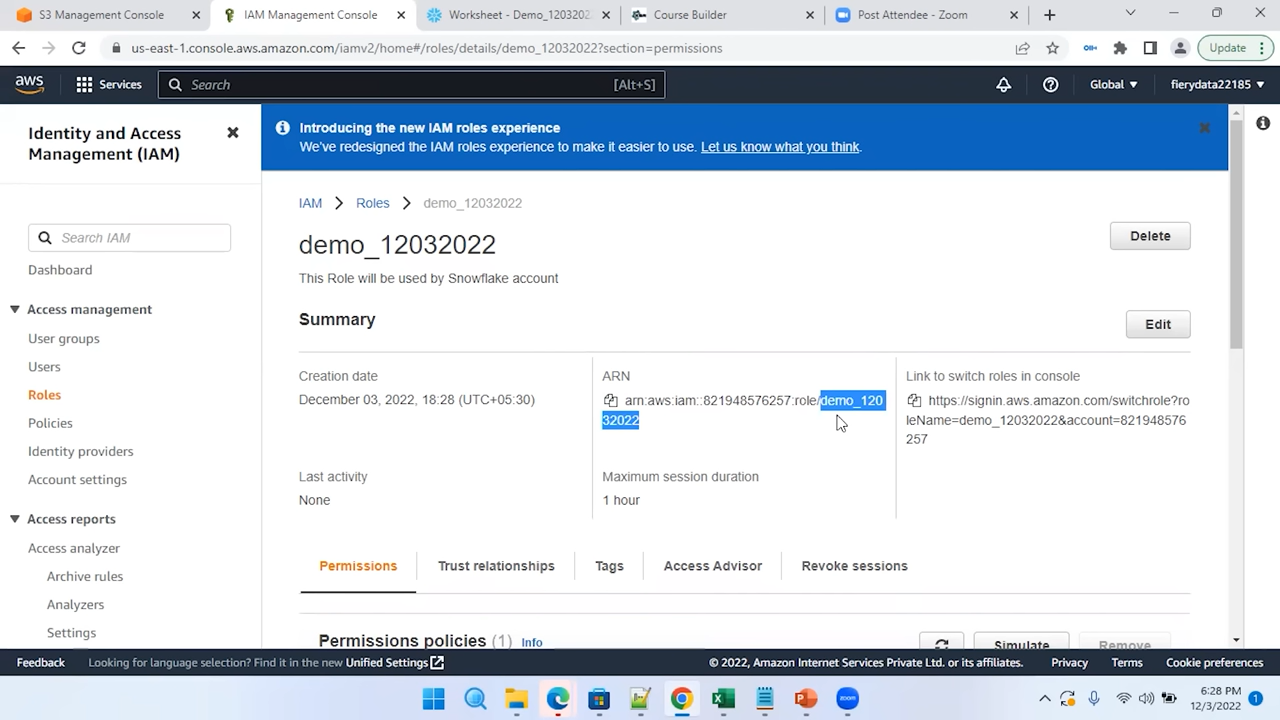 S3 Management Console
IAM Management Console
Worksheet - Demo_1203202
Course Builder
Post Attendee - Zoom
us-east-1.console.aws.amazon.com/iamv2/home#/roles/details/demo_12032022?section=permissions
Update
aws
Services
Search
[Alt+S]
Global
fierydata22185
Identity and Access
Management (IAM)
Search IAM
Dashboard
Access management
User groups
Users
Roles
Policies
Identity providers
Account settings
Access reports
Access analyzer
Archive rules
Analyzers
Settings
Introducing the new IAM roles experience
We've redesigned the IAM roles experience to make it easier to use. Let us know what you think.
IAM
Roles
demo_12032022
demo_12032022
Delete
This Role will be used by Snowflake account
Summary
Edit
Creation date
December 03, 2022, 18:28 (UTC+05:30)
ARN
arn:aws:iam::821948576257:role/demo_120
32022
Link to switch roles in console
https://signin.aws.amazon.com/switchrole?ro
leName=demo_12032022&account=821948576
257
Last activity
None
Maximum session duration
1 hour
Permissions
Trust relationships
Tags
Access Advisor
Revoke sessions
Permissions policies (1)
Info
Simulate
Remove
Feedback
Looking for language selection? Find it in the new Unified Settings
© 2022, Amazon Internet Services Private Ltd. or its affiliates.
Privacy
Terms
Cookie preferences
zoom
6:28 PM
12/3/2022
1